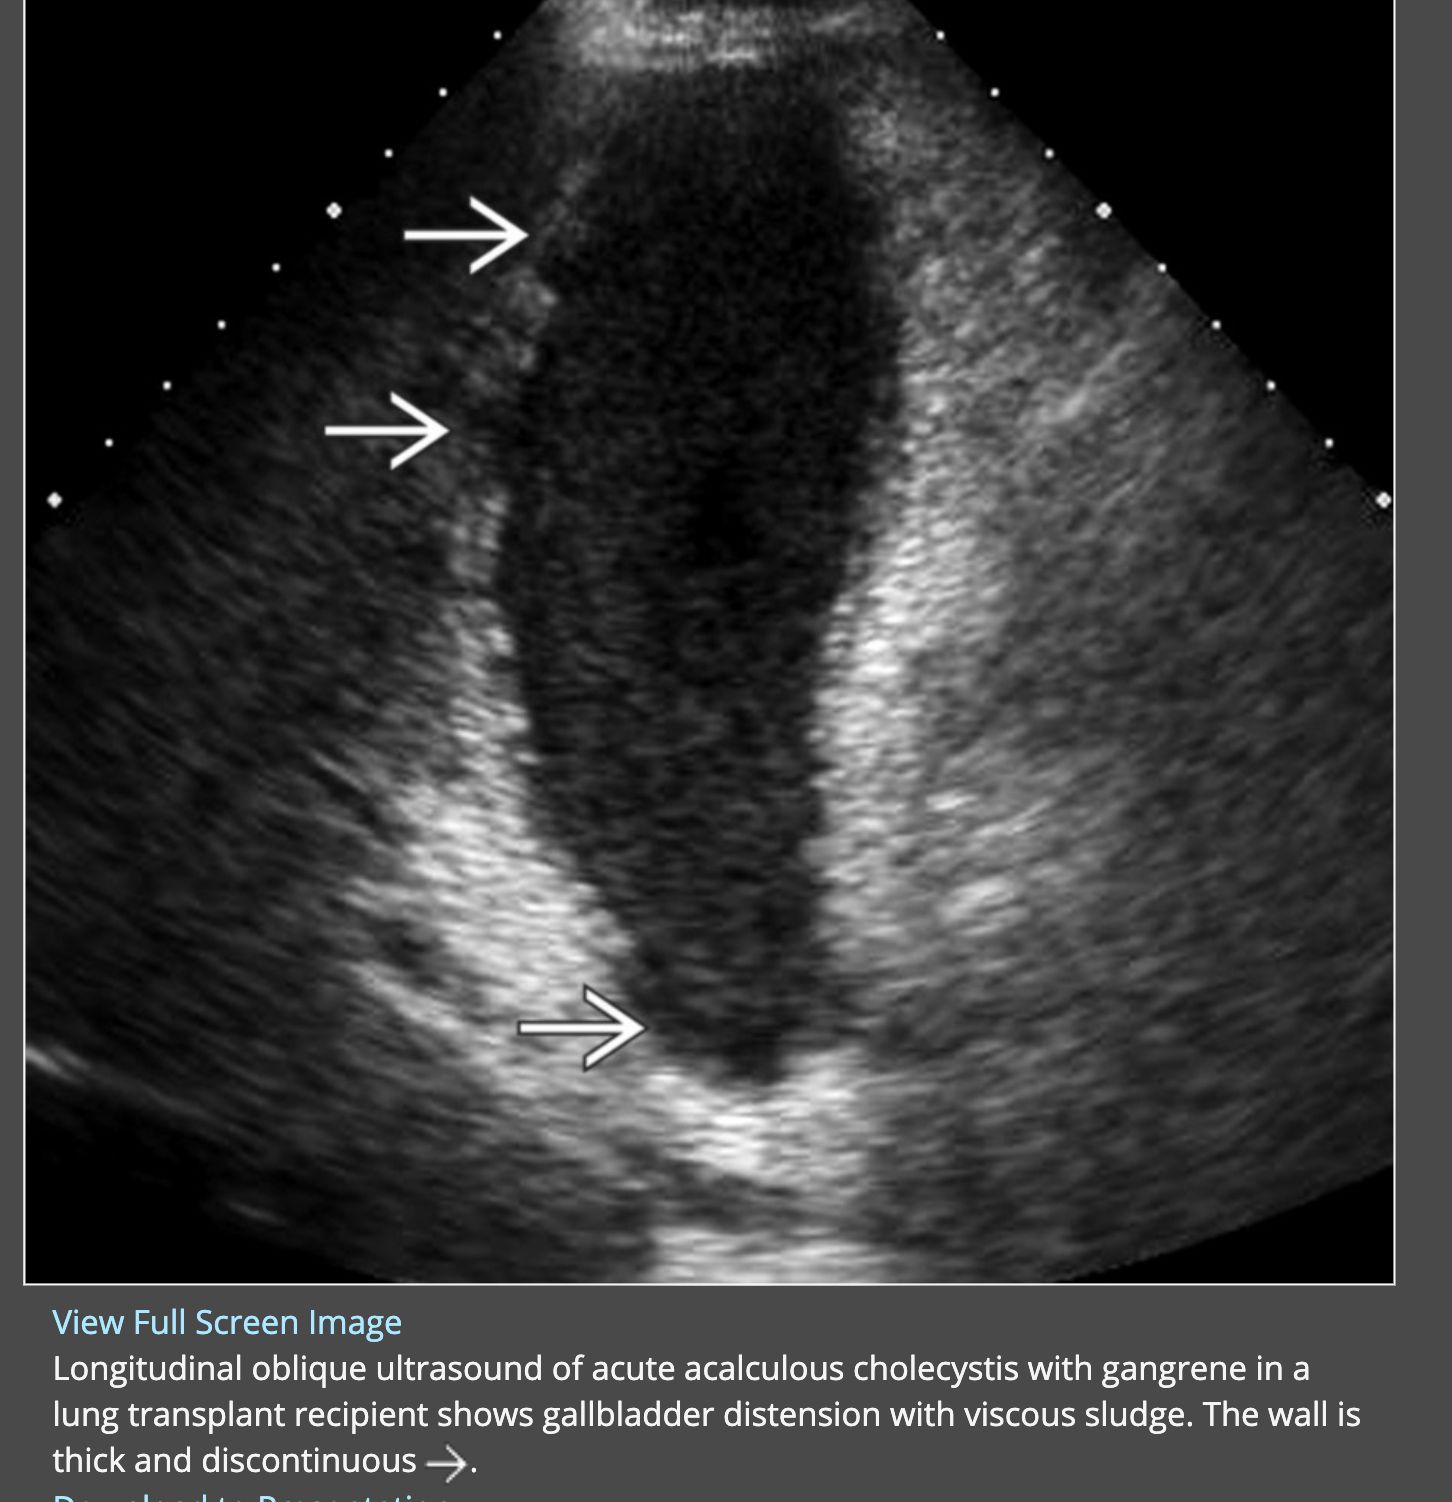 View Full Screen Image
Longitudinal oblique ultrasound of acute acalculous cholecystis with gangrene in a
lung transplant recipient shows gallbladder distension with viscous sludge. The wall is
thick and discontinuous →.